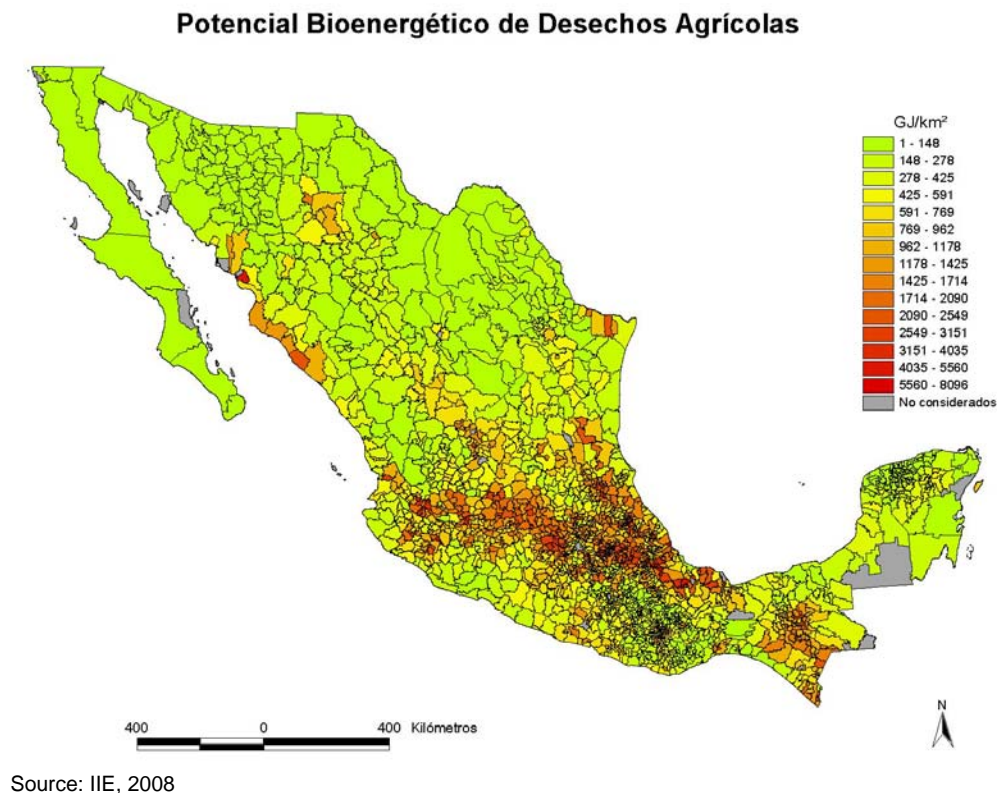 Potencial Bioenergético de Desechos Agrícolas
GJ/km²
1 - 148
148 - 278
278 - 425
425 - 591
591 - 769
769 - 962
962 - 1178
1178 - 1425
1425 - 1714
1714 - 2090
2090 - 2549
2549 - 3151
3151 - 4035
4035 - 5560
5560 - 8096
No considerados
N
400 0 400 Kilómetros
Source: IIE, 2008